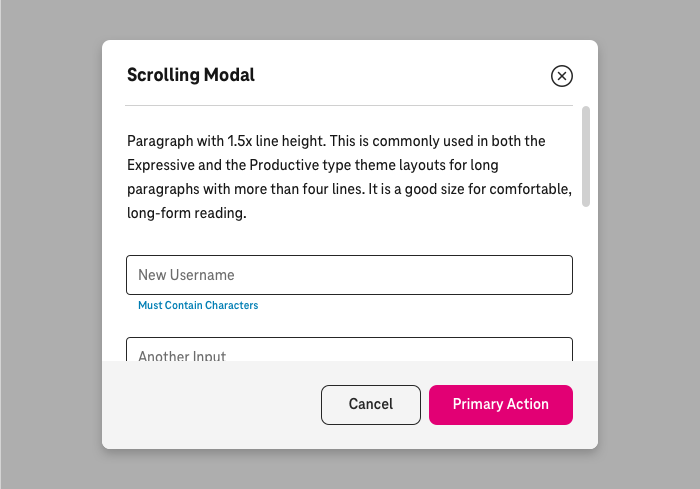 Scrolling Modal
Paragraph with 1.5x line height. This is commonly used in both the
Expressive and the Productive type theme layouts for long
paragraphs with more than four lines. It is a good size for comfortable,
long-form reading.
New Username
Must Contain Characters
Another Input
Cancel
Primary Action